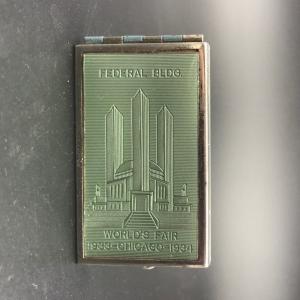 FEDERAL BLDG.
WORLD'S FAIR
1933-CHICAGO-1934